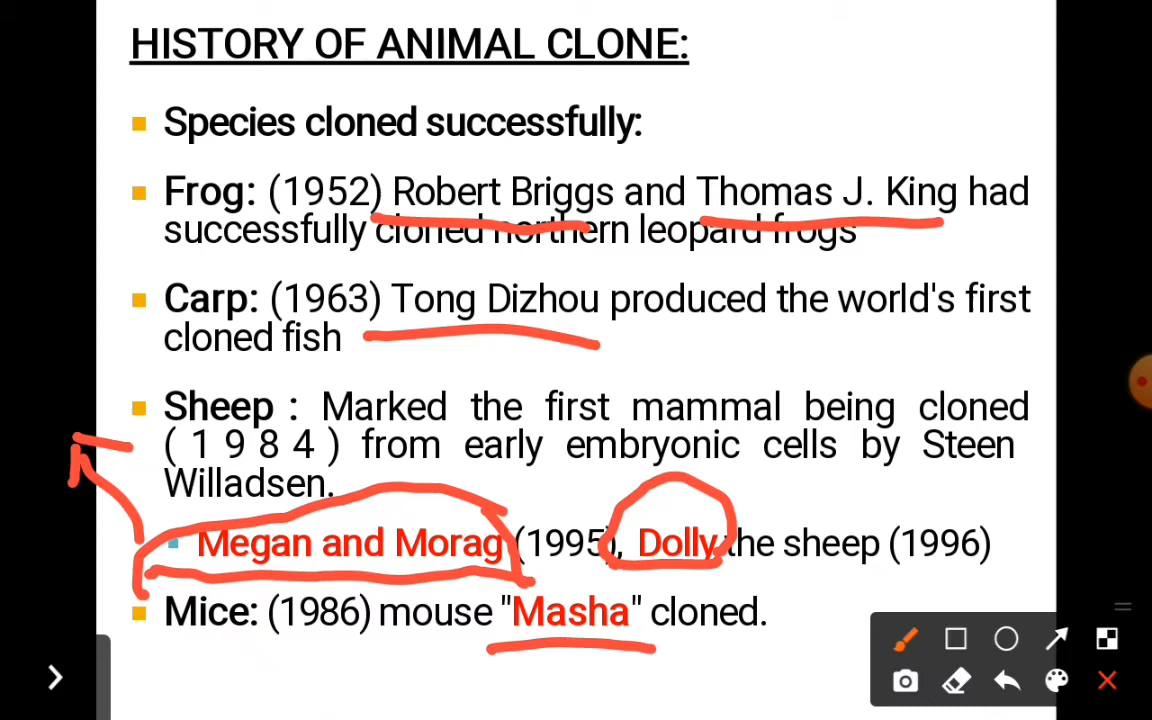 HISTORY OF ANIMAL CLONE:
Species cloned successfully:
Frog: (1952) Robert Briggs and Thomas J. King had
successfully cloned northern leopard frogs
Carp: (1963) Tong Dizhou produced the world's first
cloned fish
Sheep : Marked the first mammal being cloned
( 1 9 8 4 ) from early embryonic cells by Steen
Willadsen.
Megan and Morag (1995), Dolly the sheep (1996)
Mice: (1986) mouse "Masha" cloned.